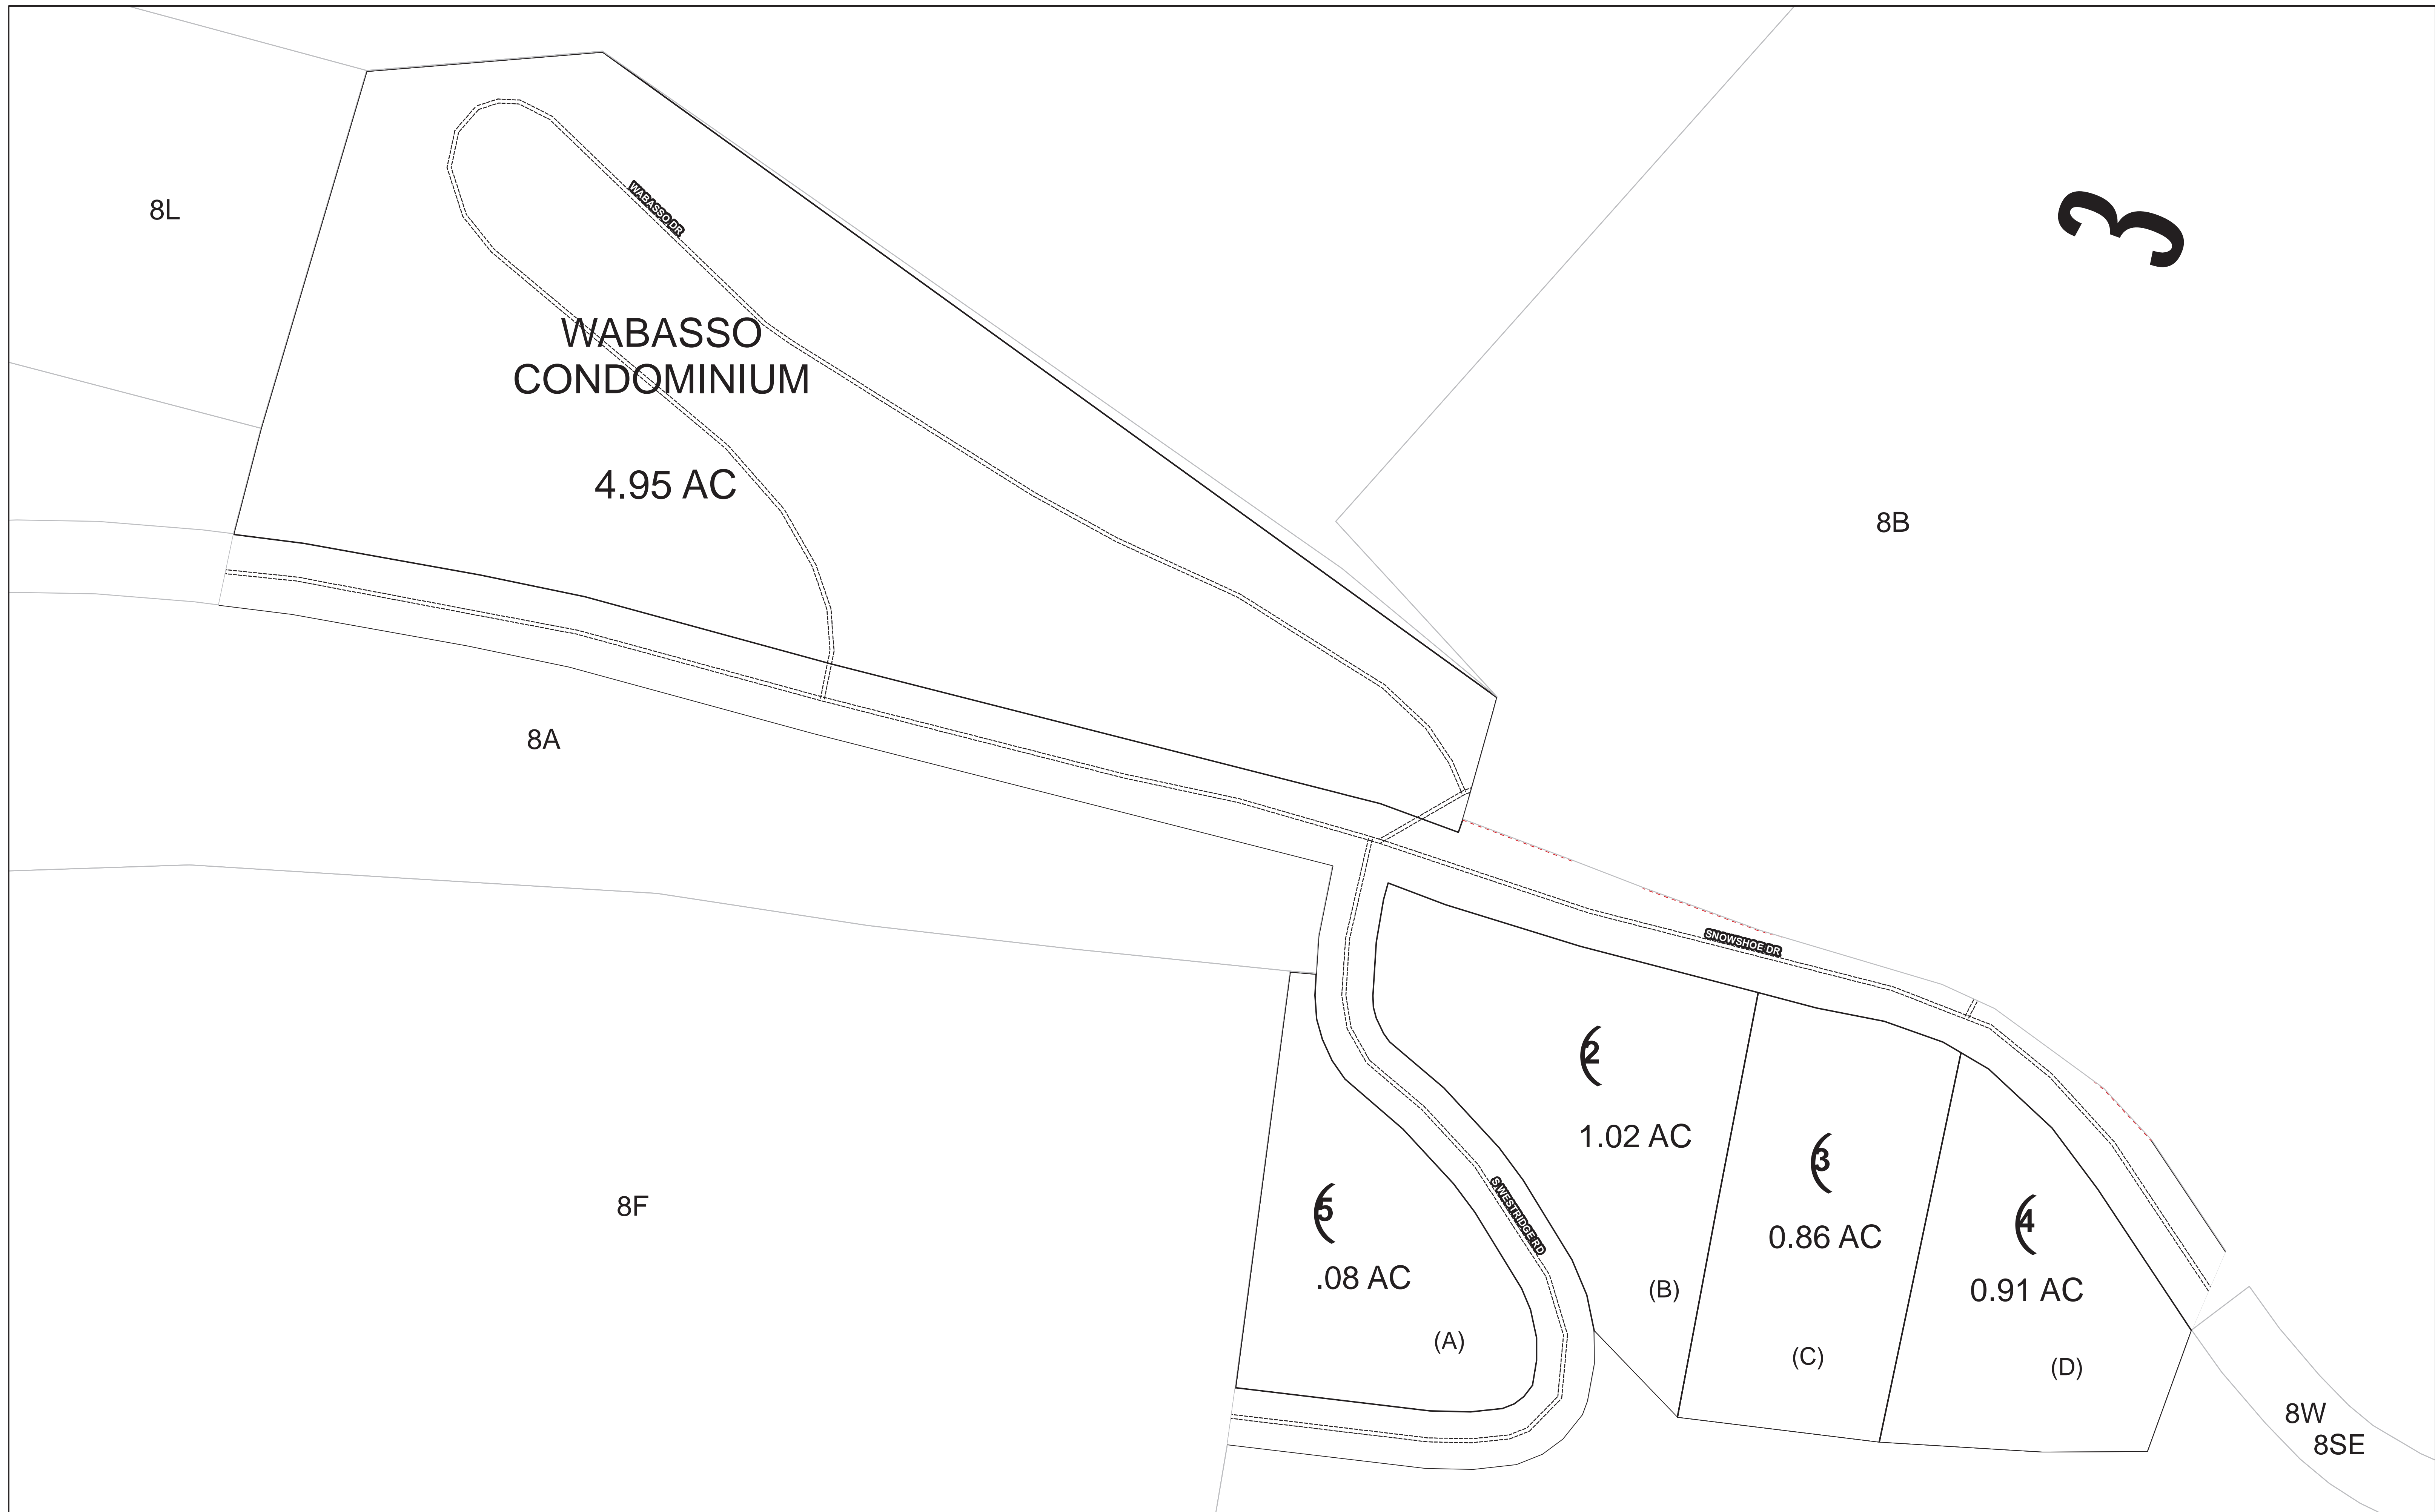 8L
WABASSO DR
3
WABASSO
CONDOMINIUM
4.95 AC
8B
8A
SNOWSHOE DR
(2
1.02 AC
(3
0.86 AC
(4
0.91 AC
8F
(5
.08 AC
S WESTRIDGE RD
(B)
(A)
(C)
(D)
8W
8SE